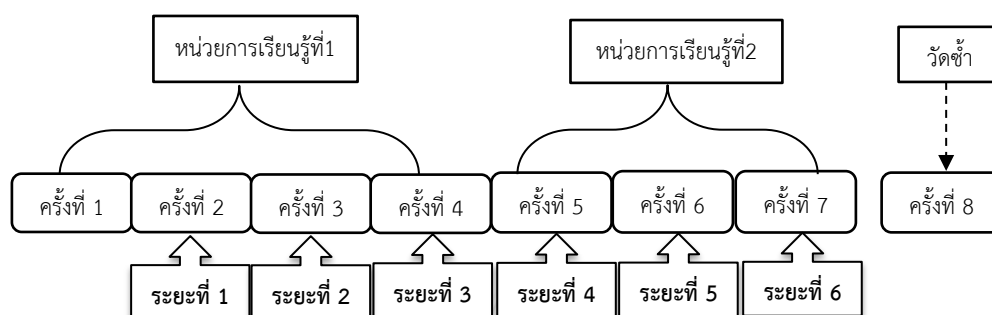 หน่วยการเรียนรู้ที่1
หน่วยการเรียนรู้ที่2
วัดซ้ำ
ครั้งที่ 1
ครั้งที่ 2
ครั้งที่ 3
ครั้งที่ 4
ครั้งที่ 5
ครั้งที่ 6
ครั้งที่ 7
ครั้งที่ 8
ระยะที่ 1
ระยะที่ 2
ระยะที่ 3
ระยะที่ 4
ระยะที่ 5
ระยะที่ 6